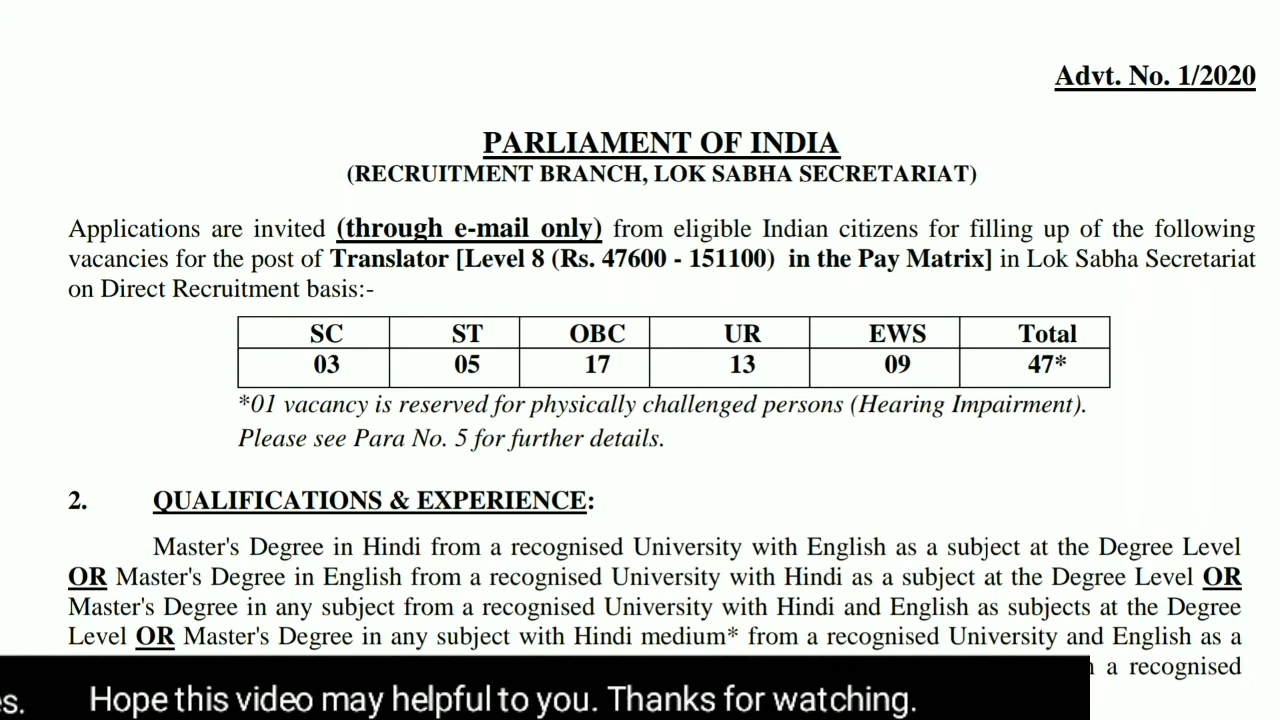 Advt. No. 1/2020
PARLIAMENT OF INDIA
(RECRUITMENT BRANCH, LOK SABHA SECRETARIAT)
Applications are invited (through e-mail only) from eligible Indian citizens for filling up of the following
vacancies for the post of Translator [Level 8 (Rs. 47600 - 151100) in the Pay Matrix] in Lok Sabha Secretariat
on Direct Recruitment basis:-
SC ST OBC UR EWS Total
03 05 17 13 09 47*
*01 vacancy is reserved for physically challenged persons (Hearing Impairment).
Please see Para No. 5 for further details.
2. QUALIFICATIONS & EXPERIENCE:
Master's Degree in Hindi from a recognised University with English as a subject at the Degree Level
OR Master's Degree in English from a recognised University with Hindi as a subject at the Degree Level OR
Master's Degree in any subject from a recognised University with Hindi and English as subjects at the Degree
Level OR Master's Degree in any subject with Hindi medium* from a recognised University and English as a
a recognised
Hope this video may helpful to you. Thanks for watching.